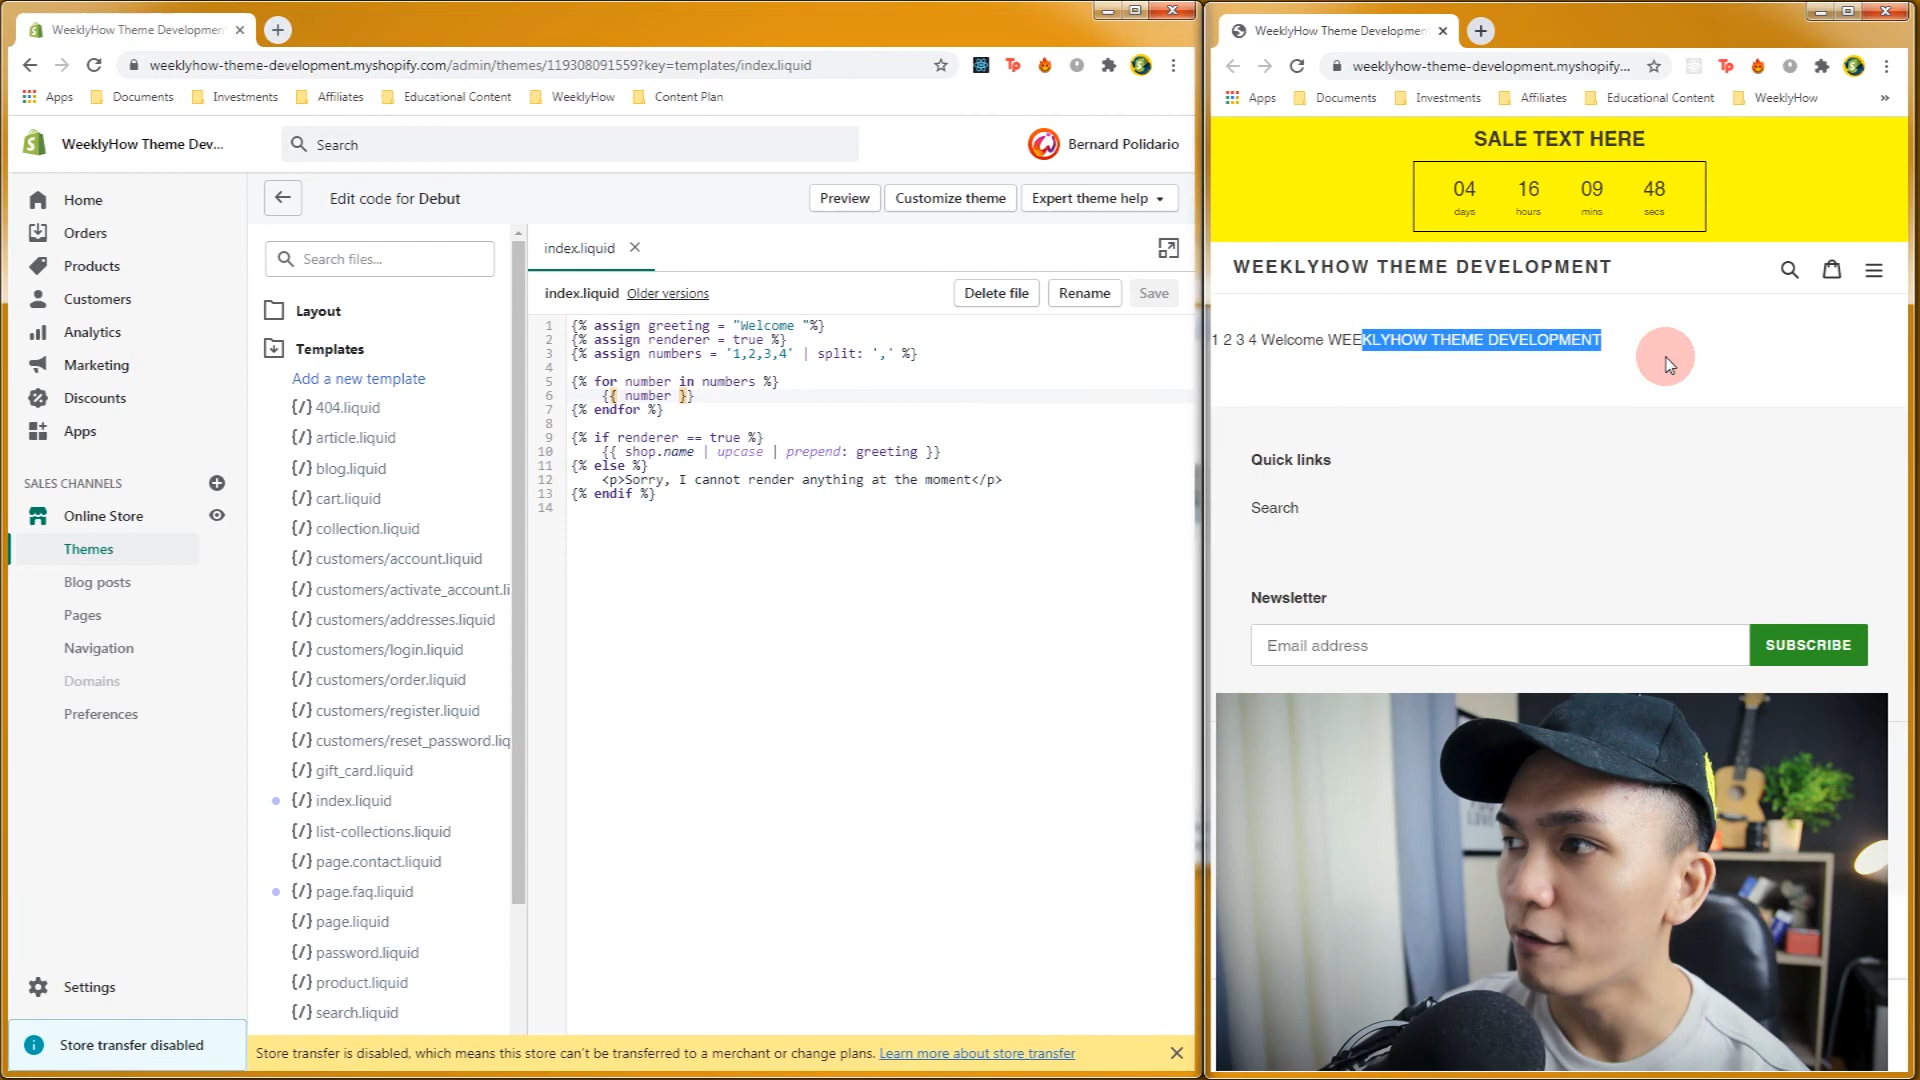 WeeklyHow Theme Development
weeklyhow-theme-development.myshopify.com/admin/themes/119308091559?key=templates/index.liquid
Apps Documents Investments Affiliates Educational Content WeeklyHow Content Plan
WeeklyHow Theme Dev...
Search
Bernard Polidario
Home
Orders
Products
Customers
Analytics
Marketing
Discounts
Apps
SALES CHANNELS
Online Store
Themes
Blog posts
Pages
Navigation
Domains
Preferences
Settings
Store transfer disabled
Edit code for Debut
Preview
Customize theme
Expert theme help
Search files...
Layout
Templates
Add a new template
{/} 404.liquid
{/} article.liquid
{/} blog.liquid
{/} cart.liquid
{/} collection.liquid
{/} customers/account.liquid
{/} customers/activate_account.li
{/} customers/addresses.liquid
{/} customers/login.liquid
{/} customers/order.liquid
{/} customers/register.liquid
{/} customers/reset_password.liq
{/} gift_card.liquid
{/} index.liquid
{/} list-collections.liquid
{/} page.contact.liquid
{/} page.faq.liquid
{/} page.liquid
{/} password.liquid
{/} product.liquid
{/} search.liquid
index.liquid
index.liquid Older versions
Delete file
Rename
Save
1 {% assign greeting = "Welcome "%}
2 {% assign renderer = true %}
3 {% assign numbers = '1,2,3,4' | split: ',' %}
4
5 {% for number in numbers %}
6 {{ number }}
7 {% endfor %}
8
9 {% if renderer == true %}
10 {{ shop.name | upcase | prepend: greeting }}
11 {% else %}
12 <p>Sorry, I cannot render anything at the moment</p>
13 {% endif %}
14
Store transfer is disabled, which means this store can't be transferred to a merchant or change plans. Learn more about store transfer
WeeklyHow Theme Development
weeklyhow-theme-development.myshopify...
Apps Documents Investments Affiliates Educational Content WeeklyHow »
SALE TEXT HERE
04 16 09 48
days hours mins secs
WEEKLYHOW THEME DEVELOPMENT
1 2 3 4 Welcome WEEKLYHOW THEME DEVELOPMENT
Quick links
Search
Newsletter
Email address
SUBSCRIBE